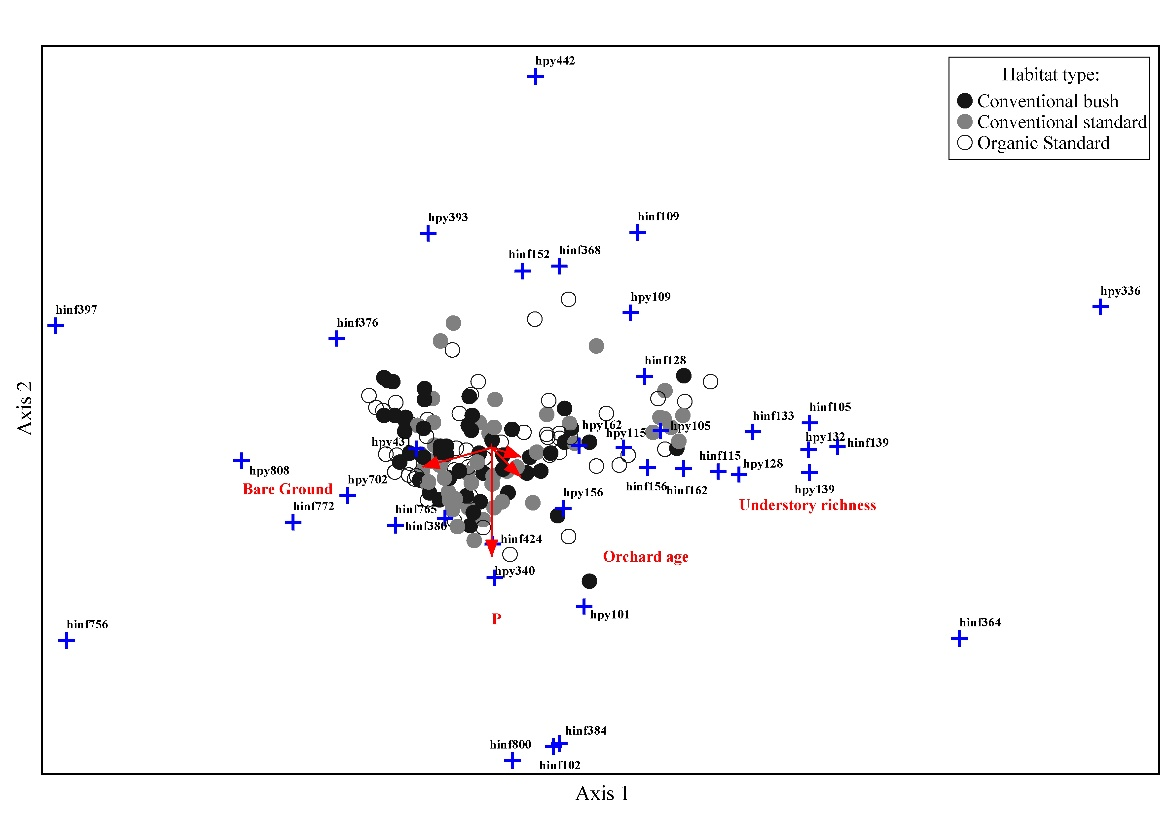 hpy442
Habitat type:
Conventional bush
Conventional standard
Organic Standard
hpy393
hinf109
hinf152
hinf368
hpy109
hpy336
hinf397
hinf376
hinf128
hinf105
hpy162
hpy115
hpy105
hinf133
hpy431
hpy132
hinf139
hinf115
hpy808
hpy128
hpy702
hinf156
hinf162
hpy139
Bare Ground
hpy156
Understory richness
hinf772
hinf765
hinf380
hinf424
Orchard age
hpy340
hpy101
P
hinf756
hinf364
hinf384
hinf800
hinf102
Axis 1
Axis 2